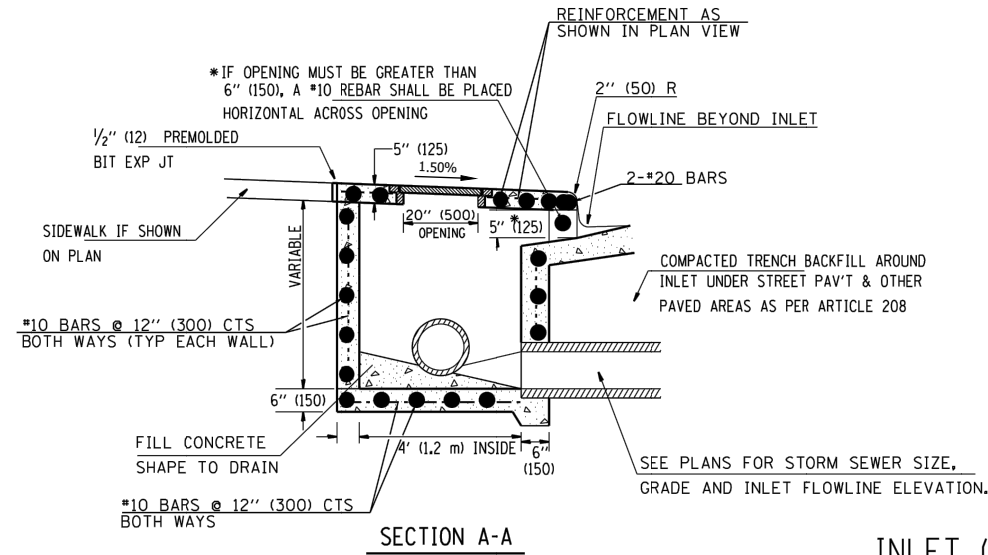 REINFORCEMENT AS
SHOWN IN PLAN VIEW
*IF OPENING MUST BE GREATER THAN
6'' (150), A #10 REBAR SHALL BE PLACED
HORIZONTAL ACROSS OPENING
2'' (50) R
FLOWLINE BEYOND INLET
1/2'' (12) PREMOLDED
BIT EXP JT
5'' (125)
1.50%
2-#20 BARS
20'' (500)
OPENING
*
5'' (125)
SIDEWALK IF SHOWN
ON PLAN
VARIABLE
COMPACTED TRENCH BACKFILL AROUND
INLET UNDER STREET PAV'T & OTHER
PAVED AREAS AS PER ARTICLE 208
#10 BARS @ 12'' (300) CTS
BOTH WAYS (TYP EACH WALL)
6'' (150)
FILL CONCRETE
SHAPE TO DRAIN
4' (1.2 m) INSIDE
6''
(150)
SEE PLANS FOR STORM SEWER SIZE,
GRADE AND INLET FLOWLINE ELEVATION.
#10 BARS @ 12'' (300) CTS
BOTH WAYS
SECTION A-A
INLET (